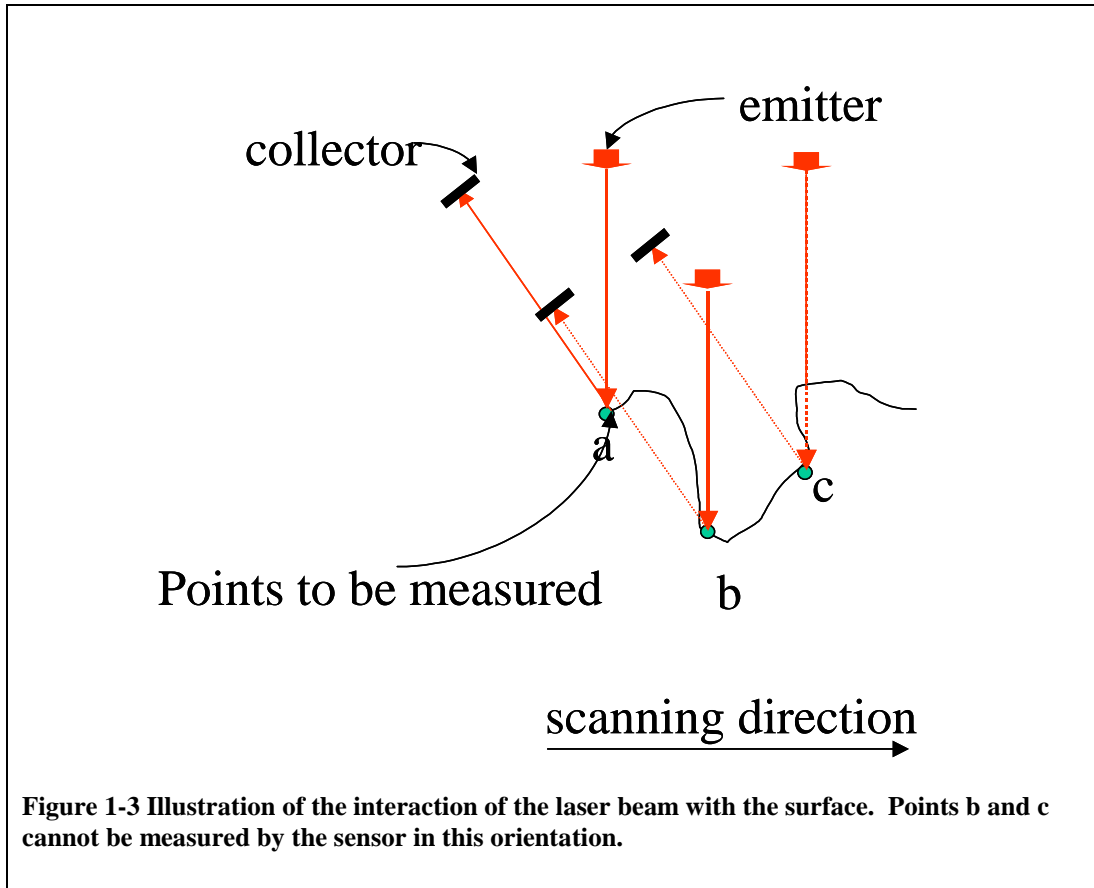 emitter
collector
a
c
Points to be measured
b
scanning direction
Figure 1-3 Illustration of the interaction of the laser beam with the surface.  Points b and c
cannot be measured by the sensor in this orientation.